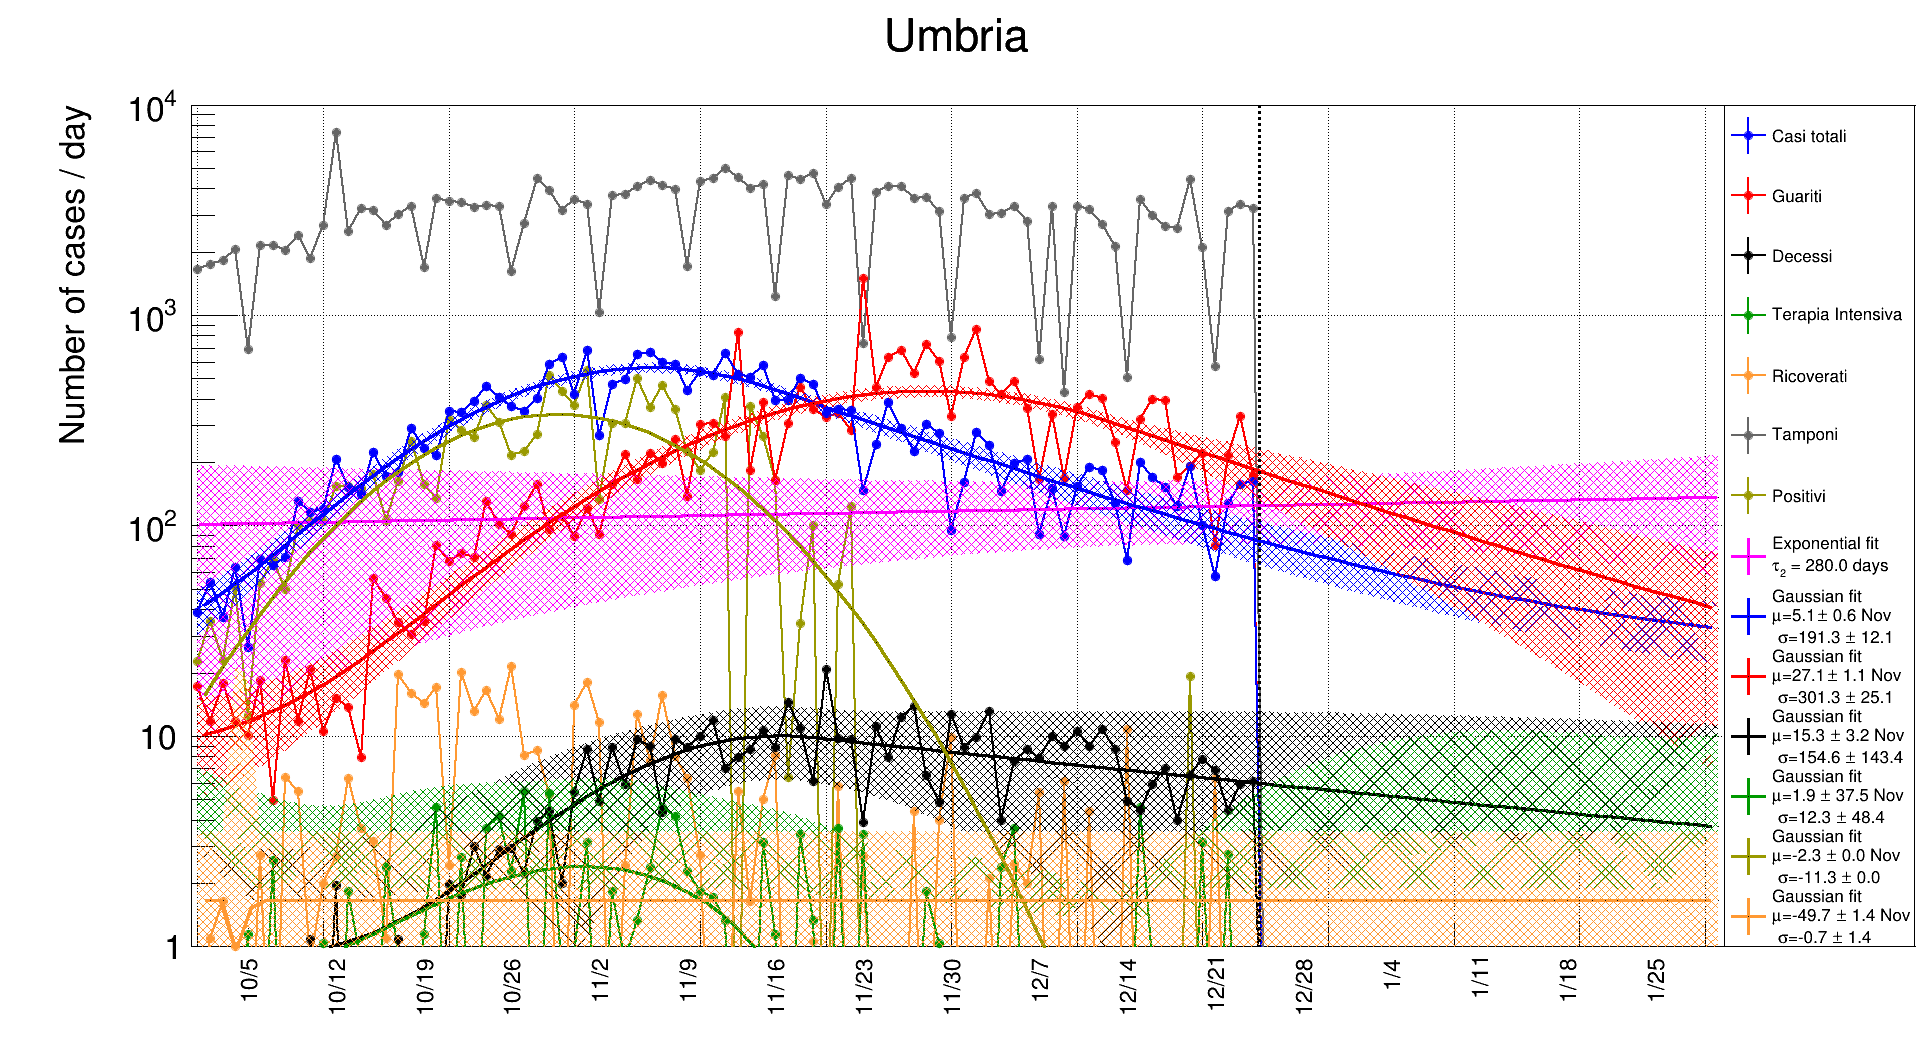 Umbria
Number of cases / day
10⁴
10³
10²
10
1
10/5
10/12
10/19
10/26
11/2
11/9
11/16
11/23
11/30
12/7
12/14
12/21
12/28
1/4
1/11
1/18
1/25
Casi totali
Guariti
Decessi
Terapia Intensiva
Ricoverati
Tamponi
Positivi
Exponential fit
τ₂ = 280.0 days
Gaussian fit
μ=5.1 ± 0.6 Nov
σ=191.3 ± 12.1
Gaussian fit
μ=27.1 ± 1.1 Nov
σ=301.3 ± 25.1
Gaussian fit
μ=15.3 ± 3.2 Nov
σ=154.6 ± 143.4
Gaussian fit
μ=1.9 ± 37.5 Nov
σ=12.3 ± 48.4
Gaussian fit
μ=-2.3 ± 0.0 Nov
σ=-11.3 ± 0.0
Gaussian fit
μ=-49.7 ± 1.4 Nov
σ=-0.7 ± 1.4